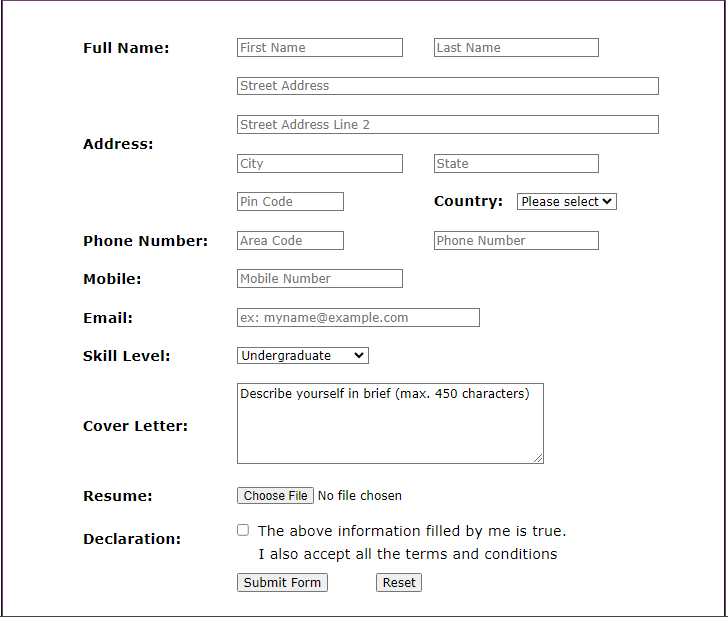 Full Name: First Name Last Name
Street Address
Street Address Line 2
Address:
City State
Pin Code Country: Please select
Phone Number: Area Code Phone Number
Mobile: Mobile Number
Email: ex: myname@example.com
Skill Level: Undergraduate
Describe yourself in brief (max. 450 characters)
Cover Letter:
Resume: Choose File No file chosen
The above information filled by me is true.
Declaration:
I also accept all the terms and conditions
Submit Form Reset